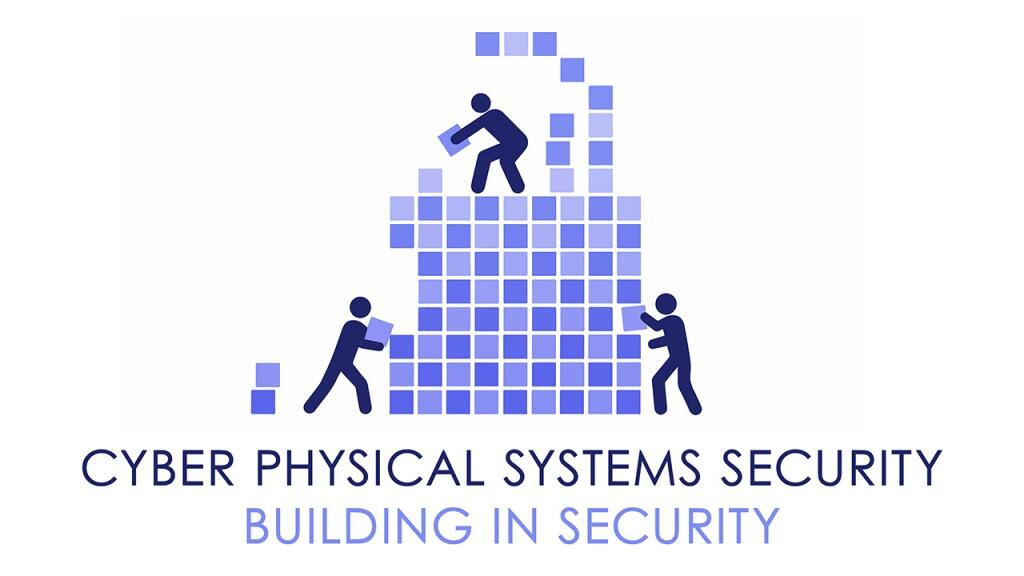 CYBER PHYSICAL SYSTEMS SECURITY
BUILDING IN SECURITY